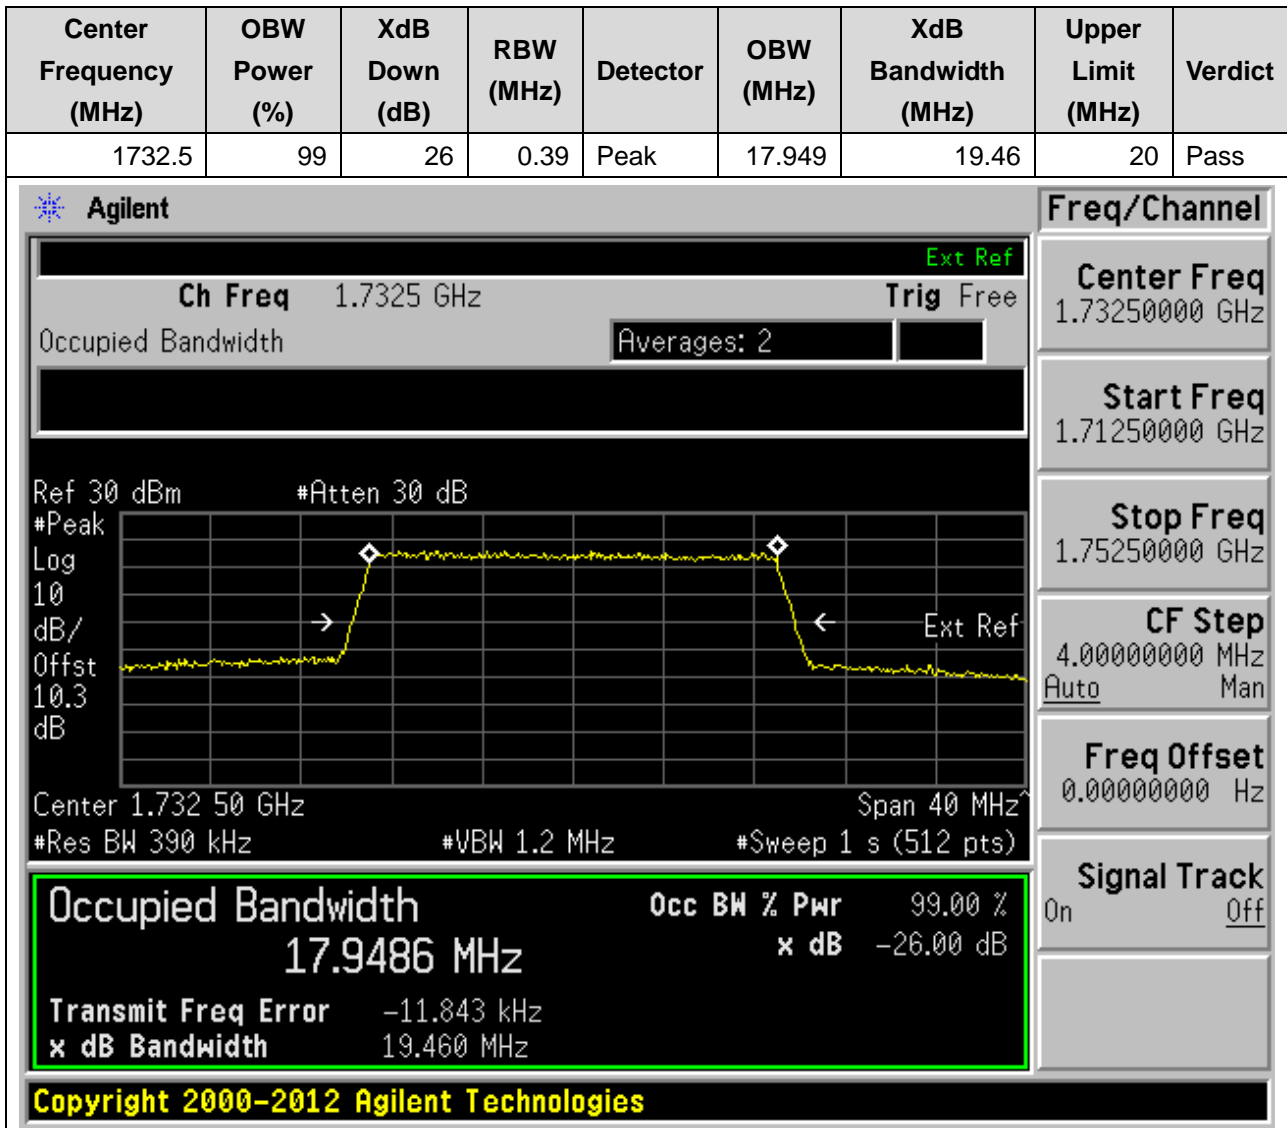 Center Frequency (MHz) OBW Power (%) XdB Down (dB) RBW (MHz) Detector OBW (MHz) XdB Bandwidth (MHz) Upper Limit (MHz) Verdict
1732.5 99 26 0.39 Peak 17.949 19.46 20 Pass
Agilent
Freq/Channel
Ext Ref
Ch Freq 1.7325 GHz Trig Free
Occupied Bandwidth Averages: 2
Center Freq
1.73250000 GHz
Start Freq
1.71250000 GHz
Stop Freq
1.75250000 GHz
CF Step
4.00000000 MHz
Auto Man
Freq Offset
0.00000000 Hz
Signal Track
On Off
Ref 30 dBm #Atten 30 dB
#Peak
Log
10
dB/
Offst
10.3
dB
Ext Ref
Center 1.732 50 GHz Span 40 MHz^
#Res BW 390 kHz #VBW 1.2 MHz #Sweep 1 s (512 pts)
Occupied Bandwidth Occ BW % Pwr 99.00 %
17.9486 MHz x dB -26.00 dB
Transmit Freq Error -11.843 kHz
x dB Bandwidth 19.460 MHz
Copyright 2000-2012 Agilent Technologies